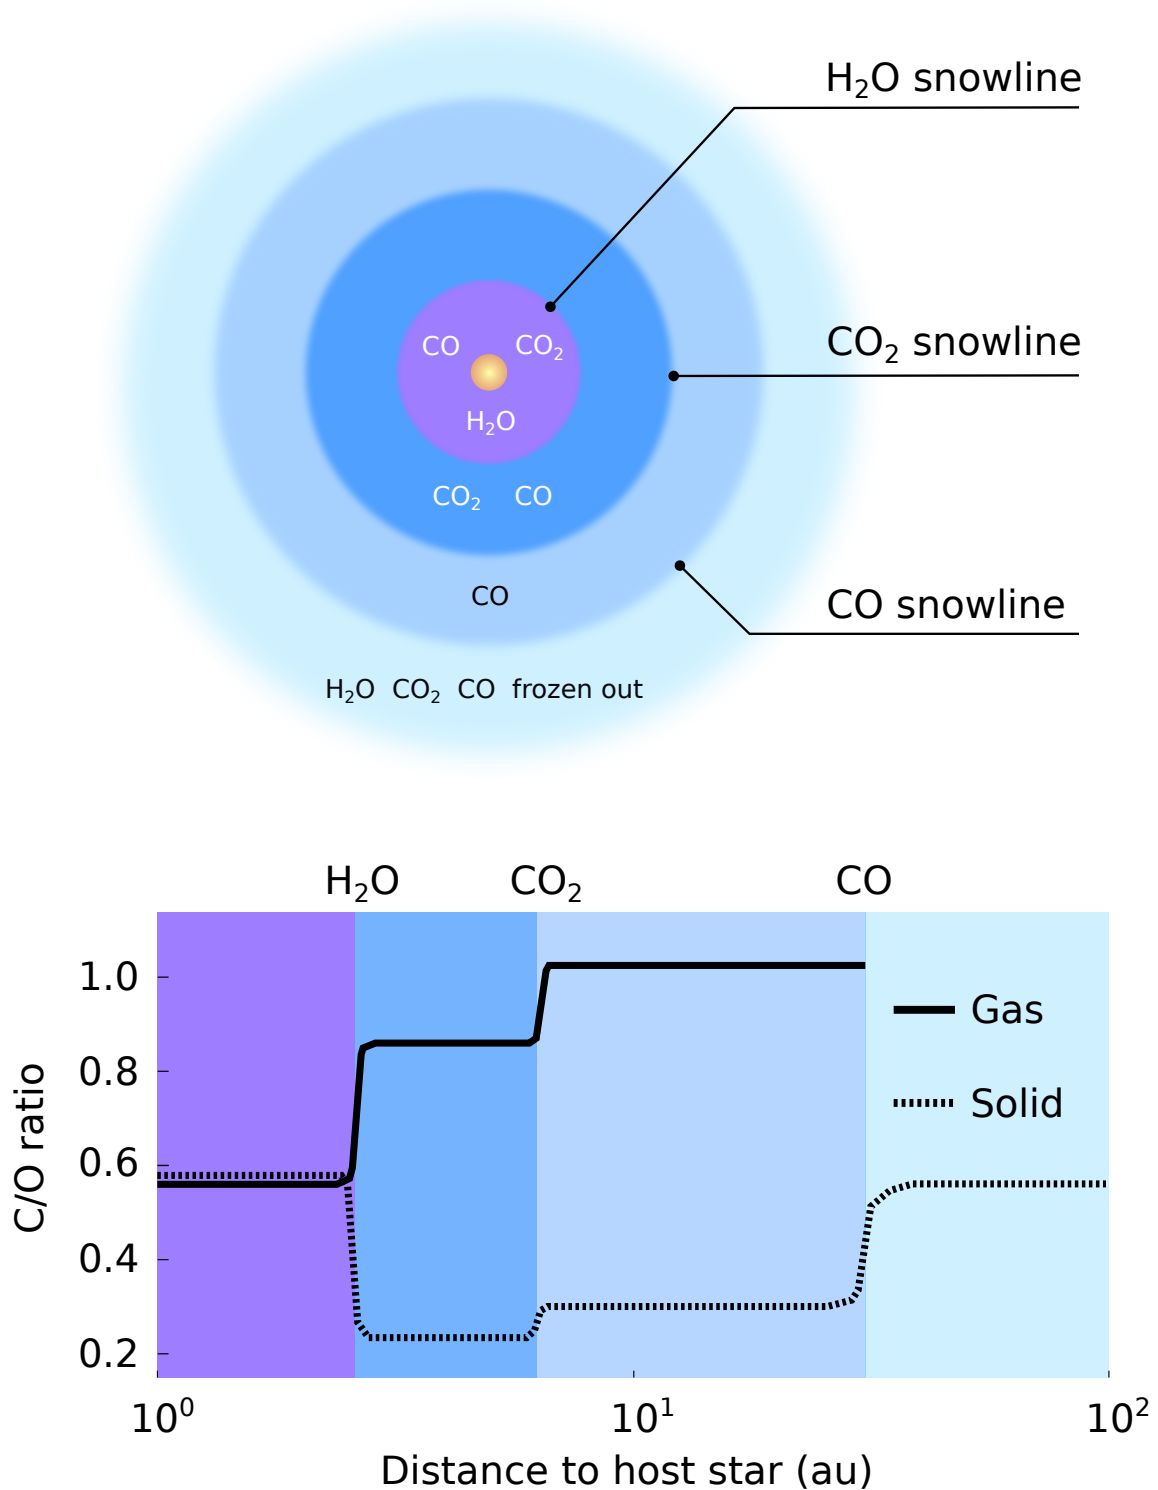 H₂O snowline
CO₂ snowline
CO CO₂
H₂O
CO₂ CO
CO
CO snowline
H₂O CO₂ CO frozen out
H₂O CO₂ CO
1.0
0.8
0.6
0.4
0.2
C/O ratio
Gas
Solid
10⁰ 10¹ 10²
Distance to host star (au)